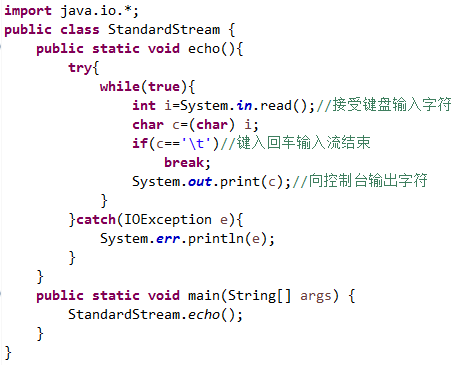 import java.io.*;
public class StandardStream {
    public static void echo(){
        try{
            while(true){
                int i=System.in.read();//接受键盘输入字符
                char c=(char) i;
                if(c=='\t')//键入回车输入流结束
                    break;
                System.out.print(c);//向控制台输出字符
            }
        }catch(IOException e){
            System.err.println(e);
        }
    }
    public static void main(String[] args) {
        StandardStream.echo();
    }
}